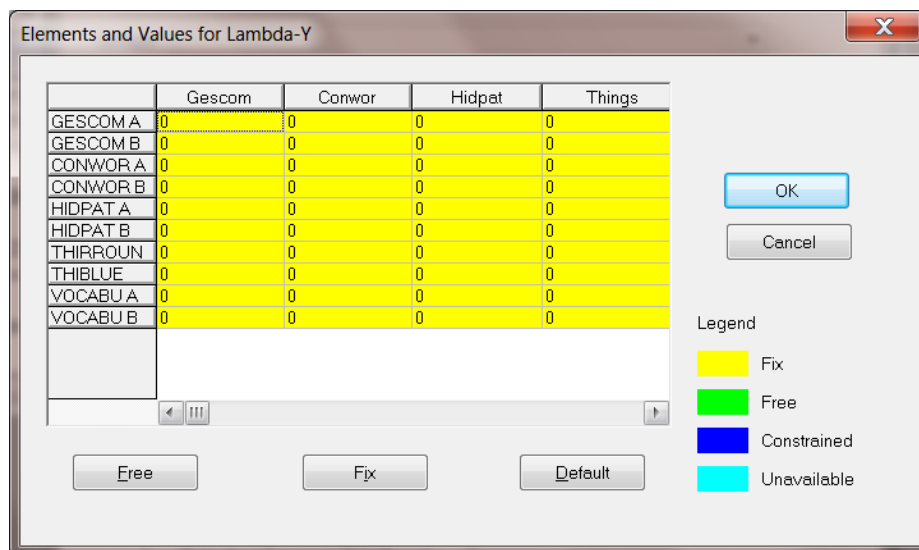 Elements and Values for Lambda-Y
Gescom Conwor Hidpat Things
GESCOM A 0 0 0 0
GESCOM B 0 0 0 0
CONWOR A 0 0 0 0
CONWOR B 0 0 0 0
HIDPAT A 0 0 0 0
HIDPAT B 0 0 0 0
THIRROUN 0 0 0 0
THIBLUE 0 0 0 0
VOCABU A 0 0 0 0
VOCABU B 0 0 0 0
OK
Cancel
Legend
Fix
Free
Constrained
Unavailable
Free Fix Default